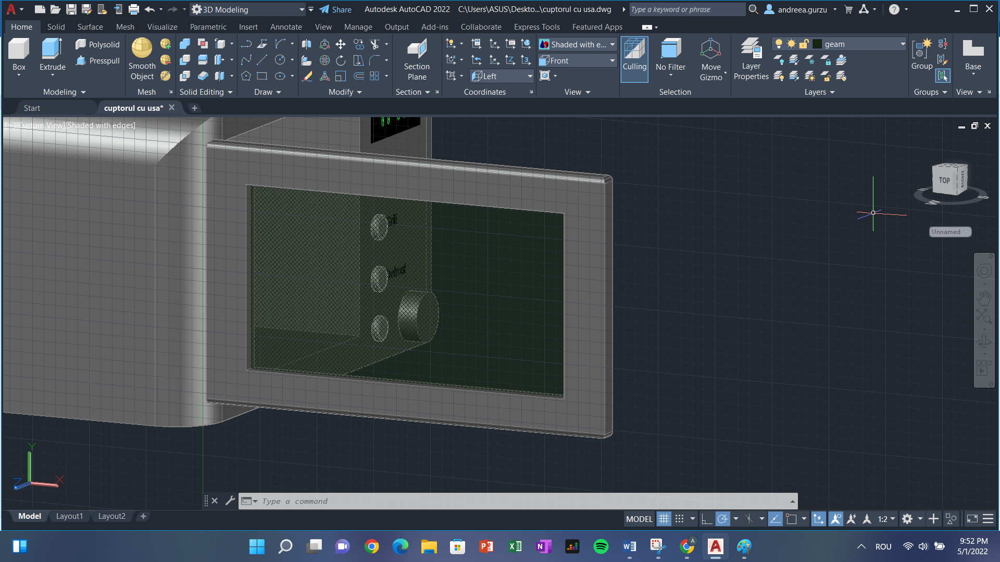 3D Modeling
Share
Autodesk AutoCAD 2022
C:\Users\ASUS\Deskto...\cuptorul cu usa.dwg
Type a keyword or phrase
andreea.gurzu
Home
Solid
Surface
Mesh
Visualize
Parametric
Insert
Annotate
View
Manage
Output
Add-ins
Collaborate
Express Tools
Featured Apps
Box
Extrude
Polysolid
Presspull
Modeling
Smooth
Object
Mesh
Solid Editing
Draw
Modify
Section
Plane
Section
Left
Coordinates
Shaded with e...
Front
View
Culling
No Filter
Move
Gizmo
Selection
Layer
Properties
geam
Layers
Group
Groups
Base
View
Start
cuptorul cu usa*
[−][Custom View][Shaded with edges]
TOP
RIGHT
W
S
Unnamed
Defrost
Y
X
Z
Type a command
Model
Layout1
Layout2
MODEL
1:2
ROU
9:52 PM
5/1/2022